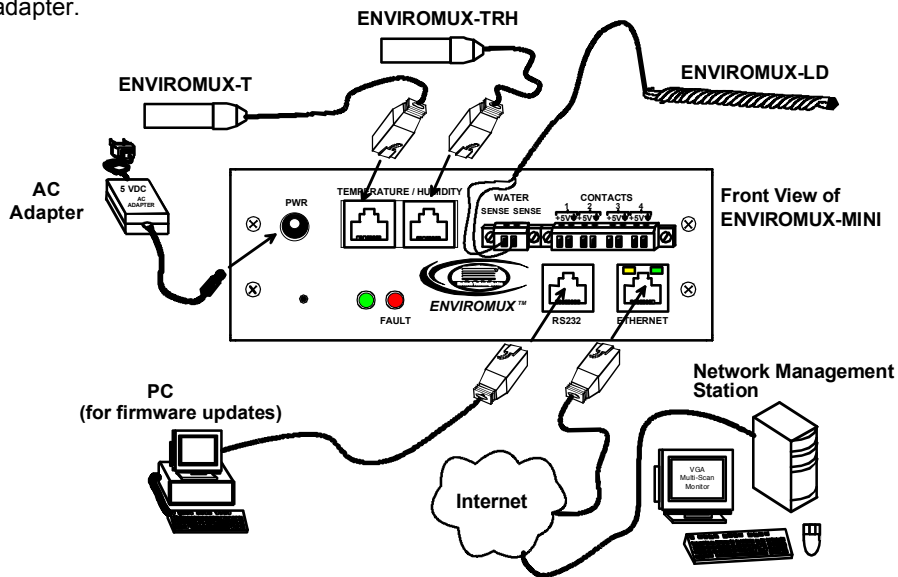 adapter.
ENVIROMUX-TRH
ENVIROMUX-T
ENVIROMUX-LD
AC
Adapter
5 VDC
AC
ADAPTER
PWR
TEMPERATURE / HUMIDITY
WATER
SENSE SENSE
CONTACTS
1 2 3 4
+5V +5V +5V +5V
Front View of
ENVIROMUX-MINI
FAULT
ENVIROMUX™
RS232
ETHERNET
PC
(for firmware updates)
Internet
Network Management
Station
VGA
Multi-Scan
Monitor